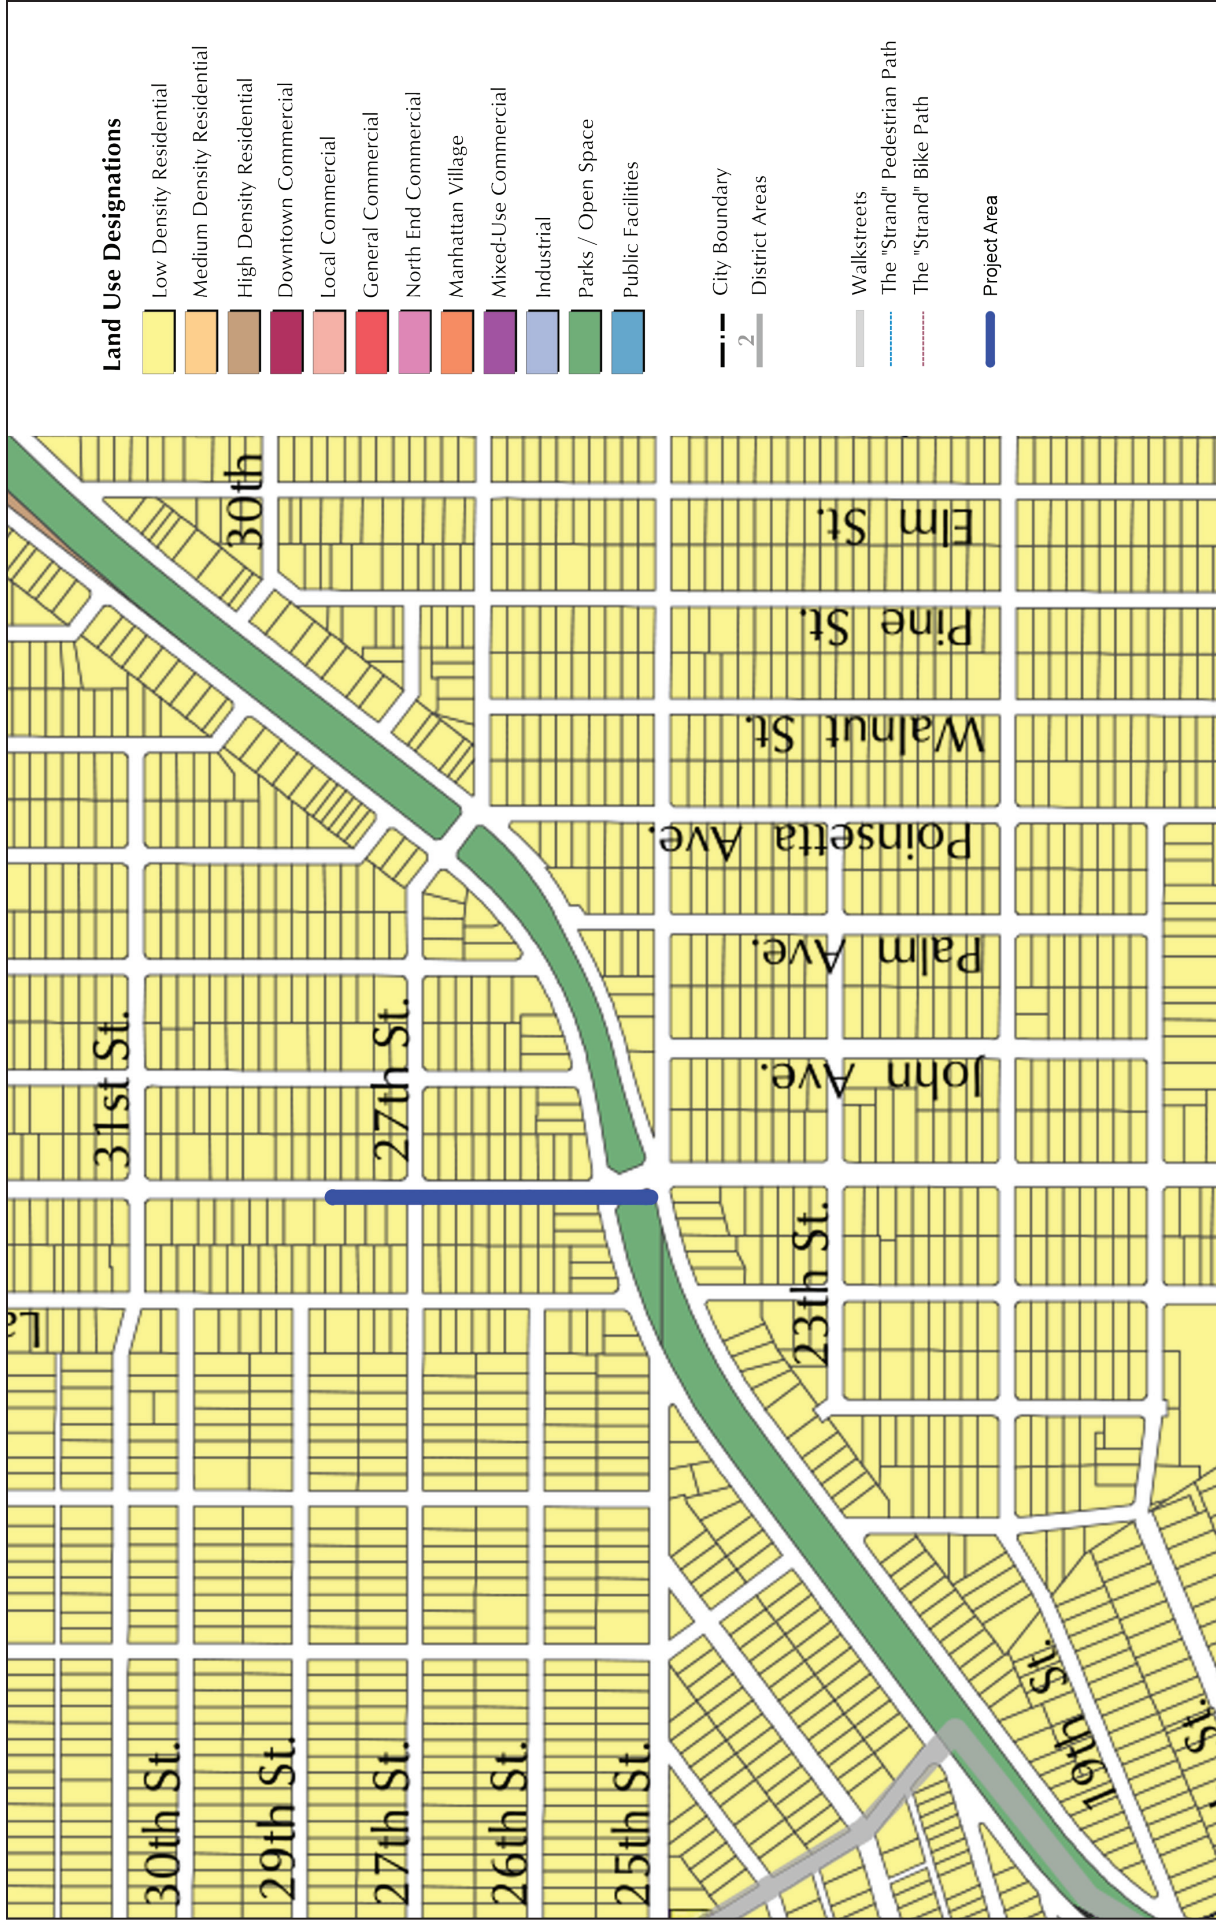 Land Use Designations
Low Density Residential
Medium Density Residential
High Density Residential
Downtown Commercial
Local Commercial
General Commercial
North End Commercial
Manhattan Village
Mixed-Use Commercial
Industrial
Parks / Open Space
Public Facilities
City Boundary
2
District Areas
Walkstreets
The "Strand" Pedestrian Path
The "Strand" Bike Path
Project Area
30th
Elm St.
Pine St.
Walnut St.
Poinsetta Ave.
Palm Ave.
John Ave.
31st St.
27th St.
23th St.
La
30th St.
29th St.
27th St.
26th St.
25th St.
19th St.
St.